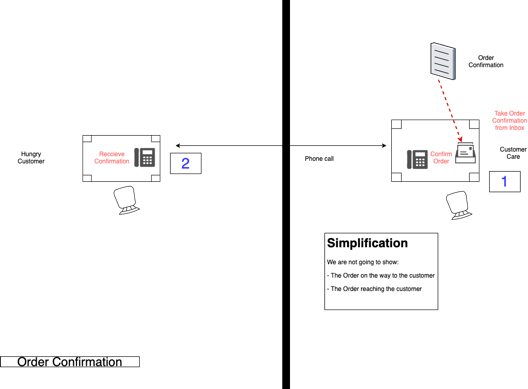 Order
Confirmation
Take Order
Confirmation
from Inbox
Reccieve
Confirmation
Confirm
Order
Hungry
Customer
2
Phone call
Customer
Care
1
Simplification
We are not going to show:
- The Order on the way to the customer
- The Order reaching the customer
Order Confirmation